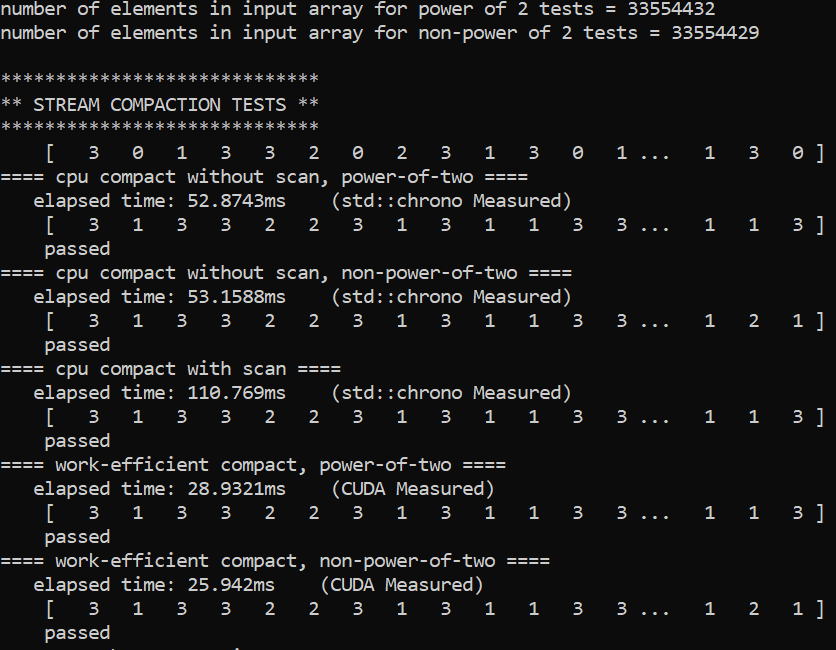 number of elements in input array for power of 2 tests = 33554432
number of elements in input array for non-power of 2 tests = 33554429
*****************************
** STREAM COMPACTION TESTS **
*****************************
[ 3 0 1 3 3 2 0 2 3 1 3 0 1 ... 1 3 0 ]
==== cpu compact without scan, power-of-two ====
elapsed time: 52.8743ms (std::chrono Measured)
[ 3 1 3 3 2 2 3 1 3 1 1 3 3 ... 1 1 3 ]
passed
==== cpu compact without scan, non-power-of-two ====
elapsed time: 53.1588ms (std::chrono Measured)
[ 3 1 3 3 2 2 3 1 3 1 1 3 3 ... 1 2 1 ]
passed
==== cpu compact with scan ====
elapsed time: 110.769ms (std::chrono Measured)
[ 3 1 3 3 2 2 3 1 3 1 1 3 3 ... 1 1 3 ]
passed
==== work-efficient compact, power-of-two ====
elapsed time: 28.9321ms (CUDA Measured)
[ 3 1 3 3 2 2 3 1 3 1 1 3 3 ... 1 1 3 ]
passed
==== work-efficient compact, non-power-of-two ====
elapsed time: 25.942ms (CUDA Measured)
[ 3 1 3 3 2 2 3 1 3 1 1 3 3 ... 1 2 1 ]
passed